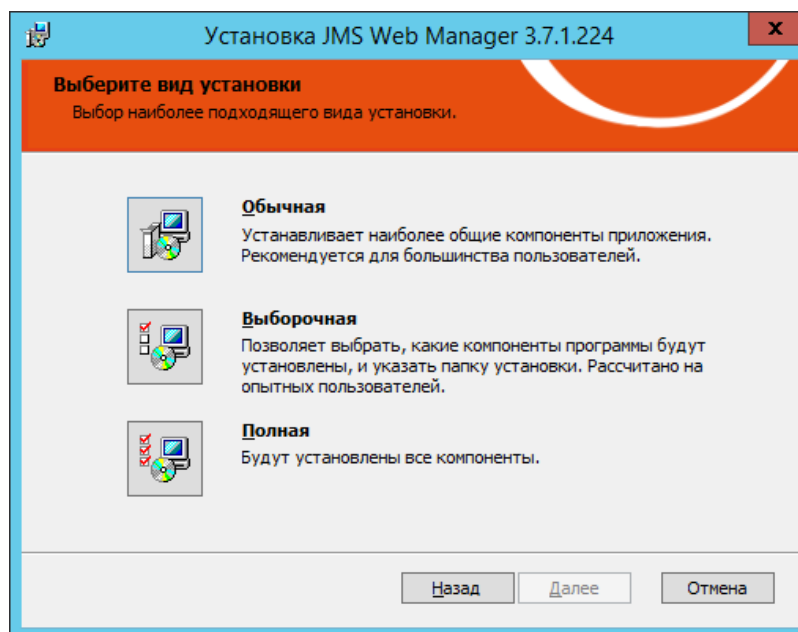 Установка JMS Web Manager 3.7.1.224
x
Выберите вид установки
Выбор наиболее подходящего вида установки.
Обычная
Устанавливает наиболее общие компоненты приложения.
Рекомендуется для большинства пользователей.
Выборочная
Позволяет выбрать, какие компоненты программы будут
установлены, и указать папку установки. Рассчитано на
опытных пользователей.
Полная
Будут установлены все компоненты.
Назад
Далее
Отмена